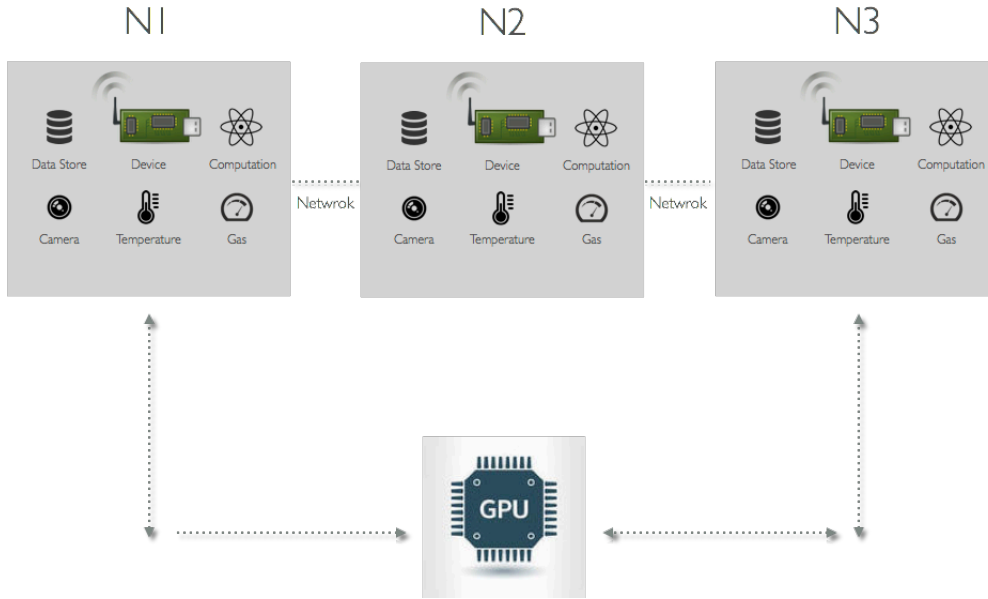 N1 N2 N3
Data Store Device Computation Data Store Device Computation Data Store Device Computation
Netwrok Netwrok
Camera Temperature Gas Camera Temperature Gas Camera Temperature Gas
GPU